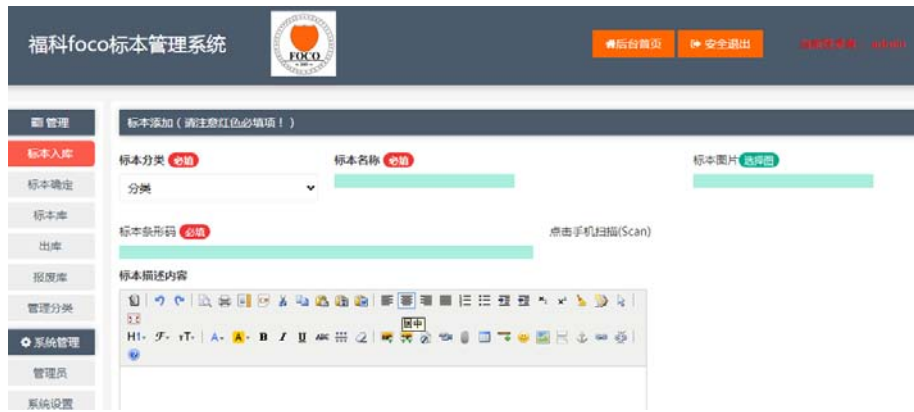 福科foco标本管理系统
FOCO
后台首页
安全退出
管理
标本添加（请注意红色必填项！）
标本入库
标本分类 必填
标本名称 必填
标本图片 选择图
标本确定
分类
标本库
标本条形码 必填
点击手机扫描(Scan)
出库
报废库
标本描述内容
管理分类
居中
系统管理
管理员
系统设置